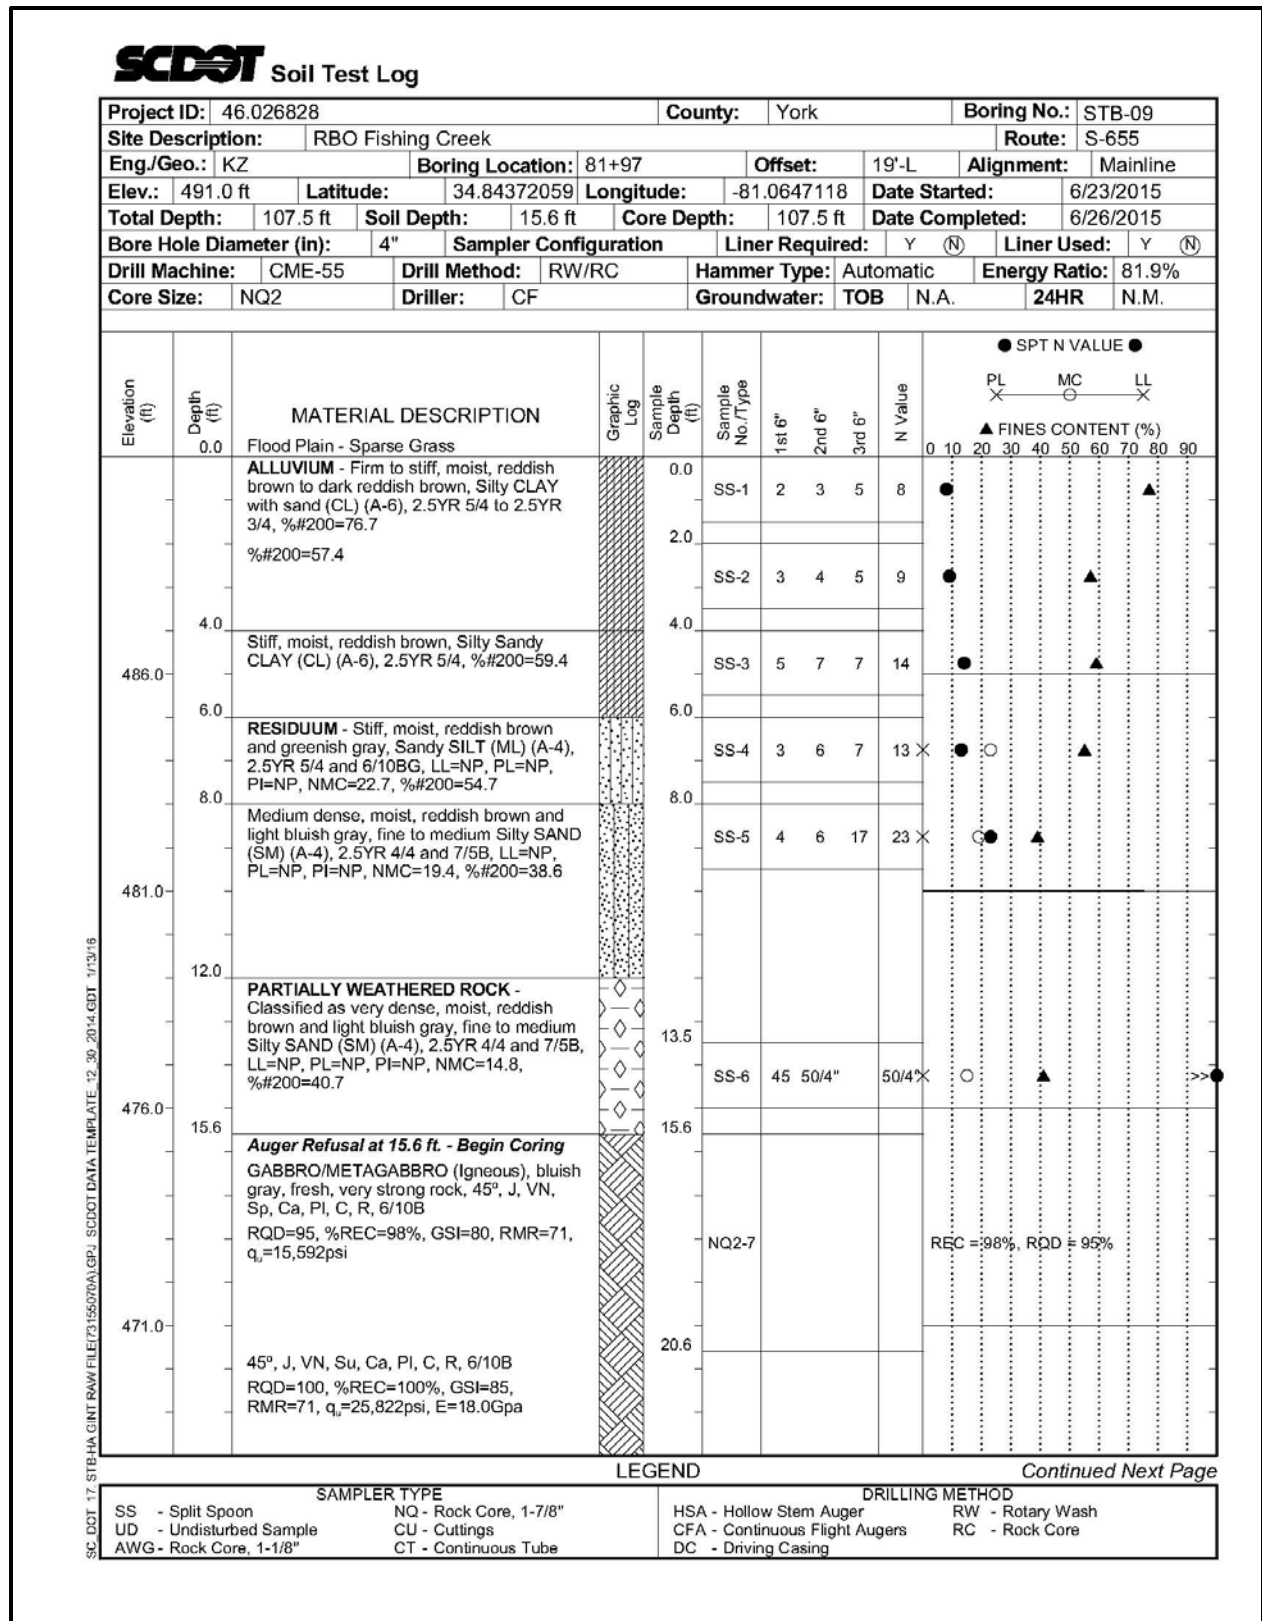 SCDOT Soil Test Log
Project ID: 46.026828 County: York Boring No.: STB-09
Site Description: RBO Fishing Creek Route: S-655
Eng./Geo.: KZ Boring Location: 81+97 Offset: 19'-L Alignment: Mainline
Elev.: 491.0 ft Latitude: 34.84372059 Longitude: -81.0647118 Date Started: 6/23/2015
Total Depth: 107.5 ft Soil Depth: 15.6 ft Core Depth: 107.5 ft Date Completed: 6/26/2015
Bore Hole Diameter (in): 4" Sampler Configuration Liner Required: Y N Liner Used: Y N
Drill Machine: CME-55 Drill Method: RW/RC Hammer Type: Automatic Energy Ratio: 81.9%
Core Size: NQ2 Driller: CF Groundwater: TOB N.A. 24HR N.M.
Elevation (ft)
Depth (ft)
MATERIAL DESCRIPTION
Graphic Log
Sample Depth (ft)
Sample No./Type
1st 6"
2nd 6"
3rd 6"
N Value
● SPT N VALUE ●
PL MC LL
▲ FINES CONTENT (%)
0 10 20 30 40 50 60 70 80 90
0.0 Flood Plain - Sparse Grass
ALLUVIUM - Firm to stiff, moist, reddish
brown to dark reddish brown, Silty CLAY
with sand (CL) (A-6), 2.5YR 5/4 to 2.5YR
3/4, %#200=76.7
%#200=57.4
0.0
SS-1 2 3 5 8
2.0
SS-2 3 4 5 9
4.0
Stiff, moist, reddish brown, Silty Sandy
CLAY (CL) (A-6), 2.5YR 5/4, %#200=59.4
4.0
SS-3 5 7 7 14
486.0
6.0
RESIDUUM - Stiff, moist, reddish brown
and greenish gray, Sandy SILT (ML) (A-4),
2.5YR 5/4 and 6/10BG, LL=NP, PL=NP,
PI=NP, NMC=22.7, %#200=54.7
6.0
SS-4 3 6 7 13
8.0
Medium dense, moist, reddish brown and
light bluish gray, fine to medium Silty SAND
(SM) (A-4), 2.5YR 4/4 and 7/5B, LL=NP,
PL=NP, PI=NP, NMC=19.4, %#200=38.6
8.0
SS-5 4 6 17 23
481.0
12.0
PARTIALLY WEATHERED ROCK -
Classified as very dense, moist, reddish
brown and light bluish gray, fine to medium
Silty SAND (SM) (A-4), 2.5YR 4/4 and 7/5B,
LL=NP, PL=NP, PI=NP, NMC=14.8,
%#200=40.7
13.5
SS-6 45 50/4" 50/4" >>
476.0
15.6
15.6
Auger Refusal at 15.6 ft. - Begin Coring
GABBRO/METAGABBRO (Igneous), bluish
gray, fresh, very strong rock, 45º, J, VN,
Sp, Ca, Pl, C, R, 6/10B
RQD=95, %REC=98%, GSI=80, RMR=71,
qu=15,592psi
NQ2-7 REC = 98%, RQD = 95%
471.0
20.6
45º, J, VN, Su, Ca, Pl, C, R, 6/10B
RQD=100, %REC=100%, GSI=85,
RMR=71, qu=25,822psi, E=18.0Gpa
SC_DOT 17. STB-HA GINT RAW FILE(73155070A).GPJ SCDOT DATA TEMPLATE_12_30_2014.GDT 1/13/16
LEGEND
Continued Next Page
SAMPLER TYPE
SS - Split Spoon NQ - Rock Core, 1-7/8"
UD - Undisturbed Sample CU - Cuttings
AWG - Rock Core, 1-1/8" CT - Continuous Tube
DRILLING METHOD
HSA - Hollow Stem Auger RW - Rotary Wash
CFA - Continuous Flight Augers RC - Rock Core
DC - Driving Casing